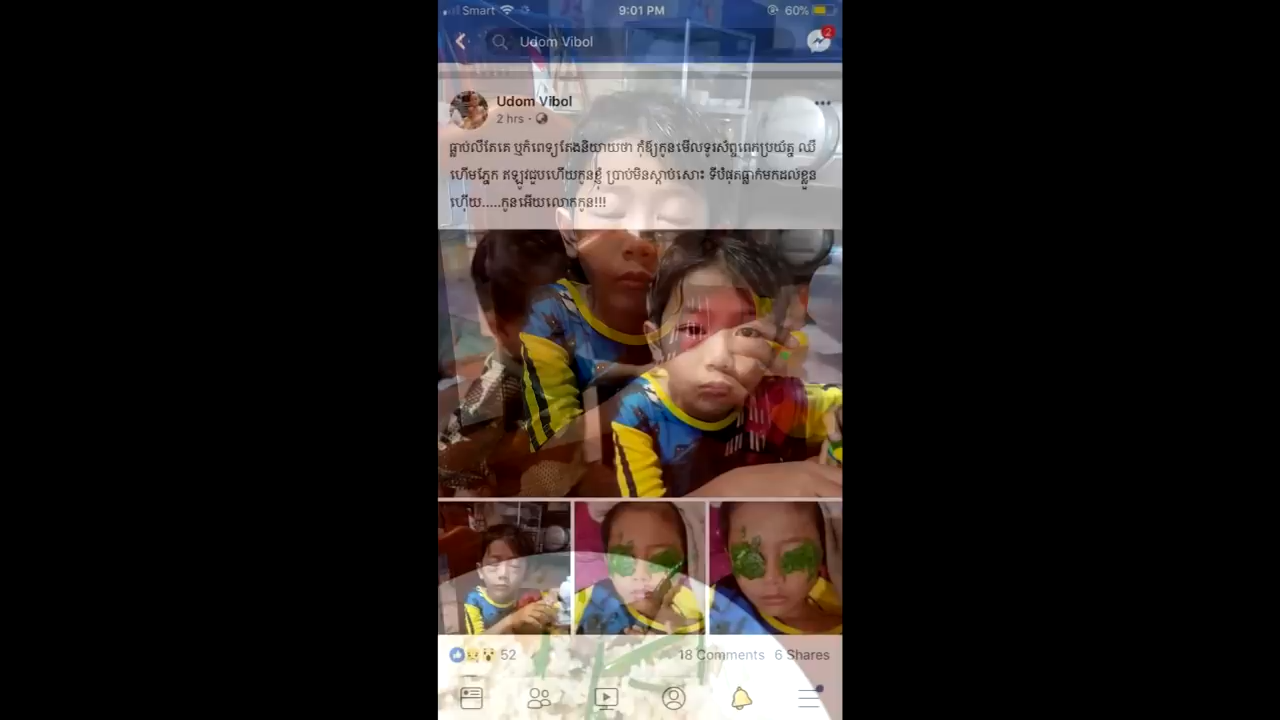 Smart 9:01 PM 60%
Udom Vibol 2
Udom Vibol
2 hrs
ធ្លាប់លឺតែគេ ឬក៏ពេទ្យតែងនិយាយថា កុំឱ្យកូនមើលទូរស័ព្ទពេកប្រយ័ត្ន ឈឺ
ហើមភ្នែក ឥឡូវជួបហើយកូនខ្ញុំ ប្រាប់មិនស្តាប់សោះ ទីបំផុតធ្លាក់មកដល់ខ្លួន
ហ៊ើយ.....កូនអើយលោកកូន!!!
52 18 Comments 6 Shares